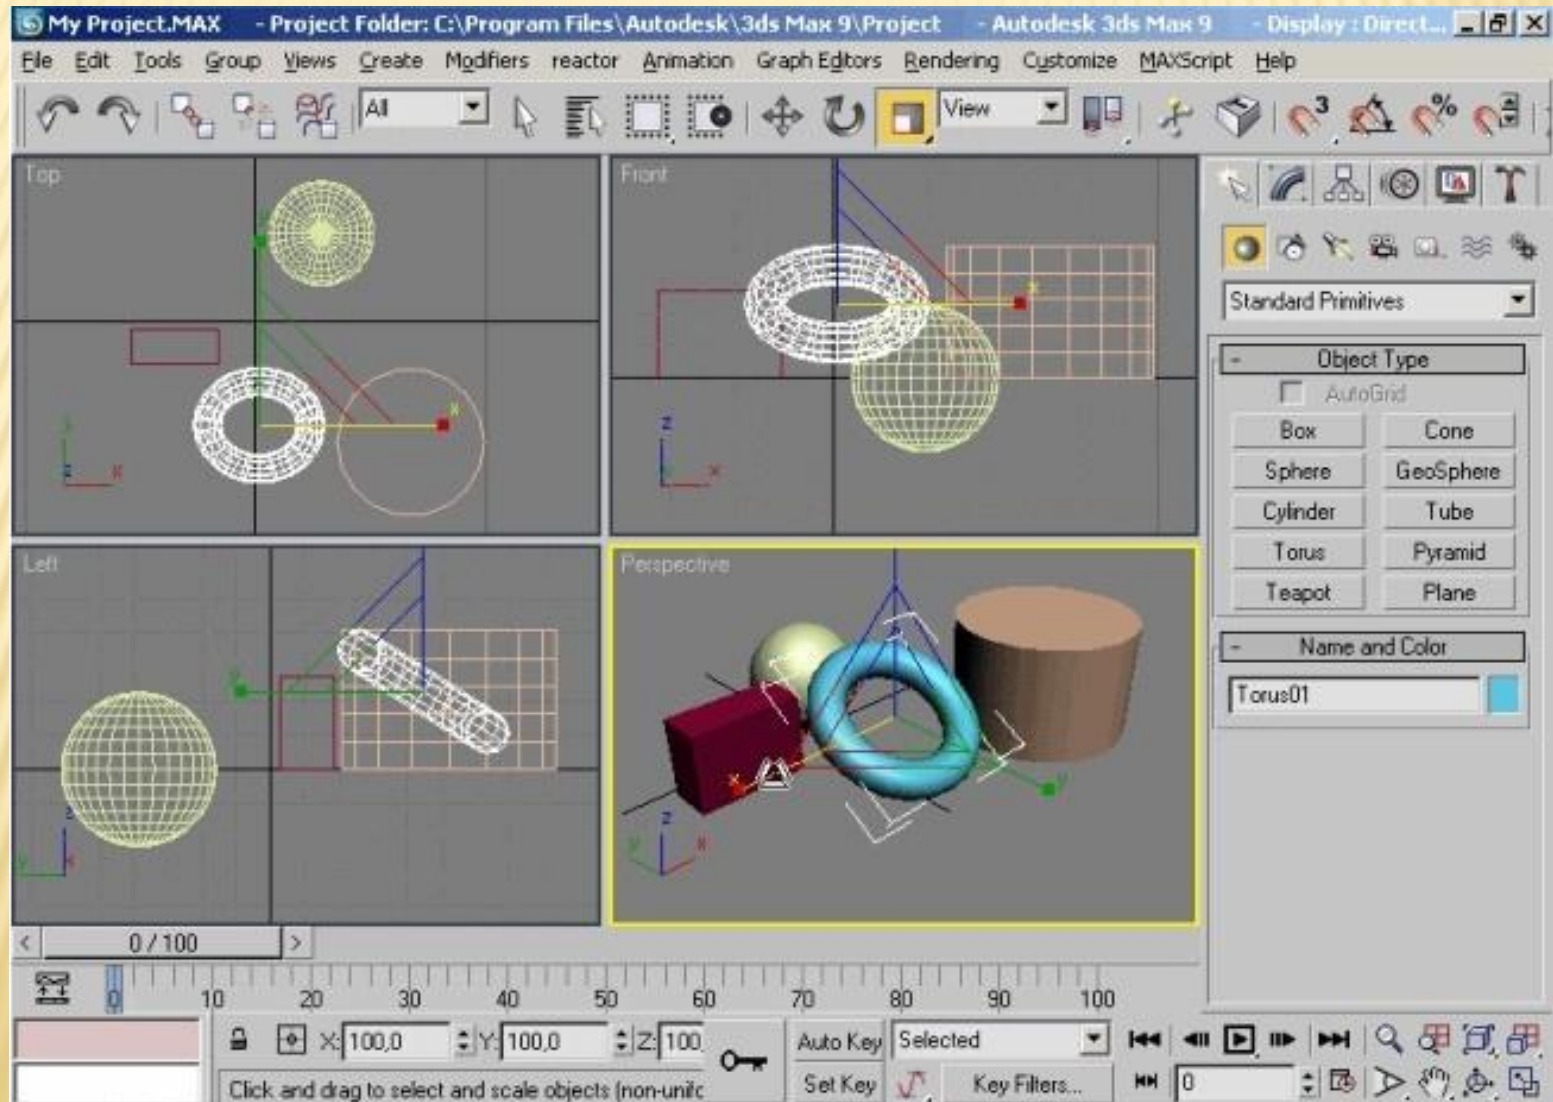 My Project.MAX - Project Folder: C:\Program Files\Autodesk\3ds Max 9\Project - Autodesk 3ds Max 9 - Display : Direct...
File Edit Tools Group Views Create Modifiers reactor Animation Graph Editors Rendering Customize MAXScript Help
All View 3 %
Top
Front
Left
Perspective
x
x
z
x
z
x
z
y
x
x
y
z
y
x
Standard Primitives
- Object Type
AutoGrid
Box Cone
Sphere GeoSphere
Cylinder Tube
Torus Pyramid
Teapot Plane
- Name and Color
Torus01
< 0 / 100 >
0 10 20 30 40 50 60 70 80 90 100
X: 100,0 Y: 100,0 Z: 100,
Auto Key Selected
Click and drag to select and scale objects (non-unifc
Set Key Key Filters... 0